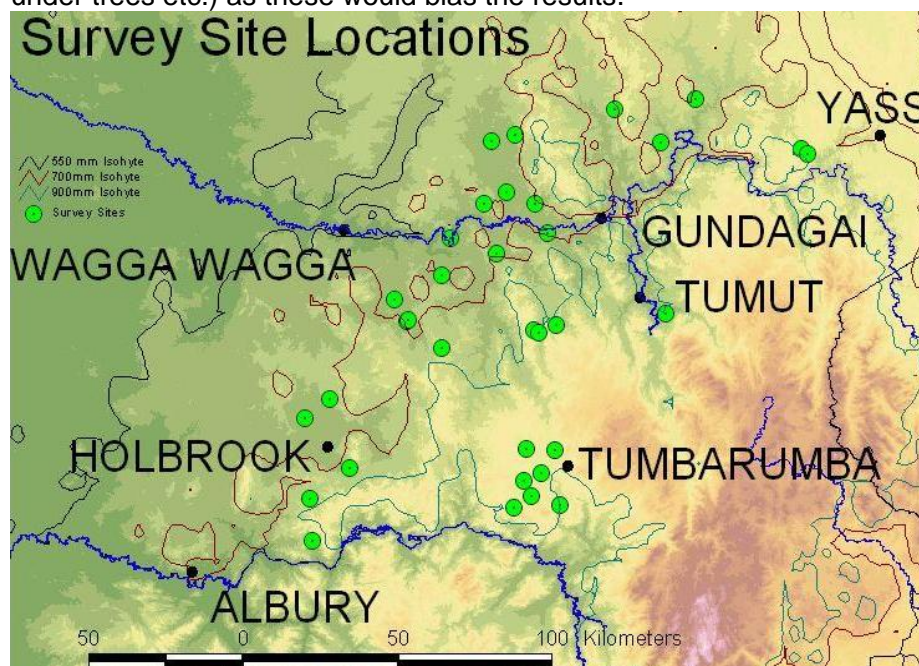 under trees etc.) as these would bias the results.
Survey Site Locations
YASS
550 mm Isohyte
700mm Isohyte
900mm Isohyte
Survey Sites
GUNDAGAI
WAGGA WAGGA
TUMUT
HOLBROOK
TUMBARUMBA
ALBURY
50 0 50 100 Kilometers